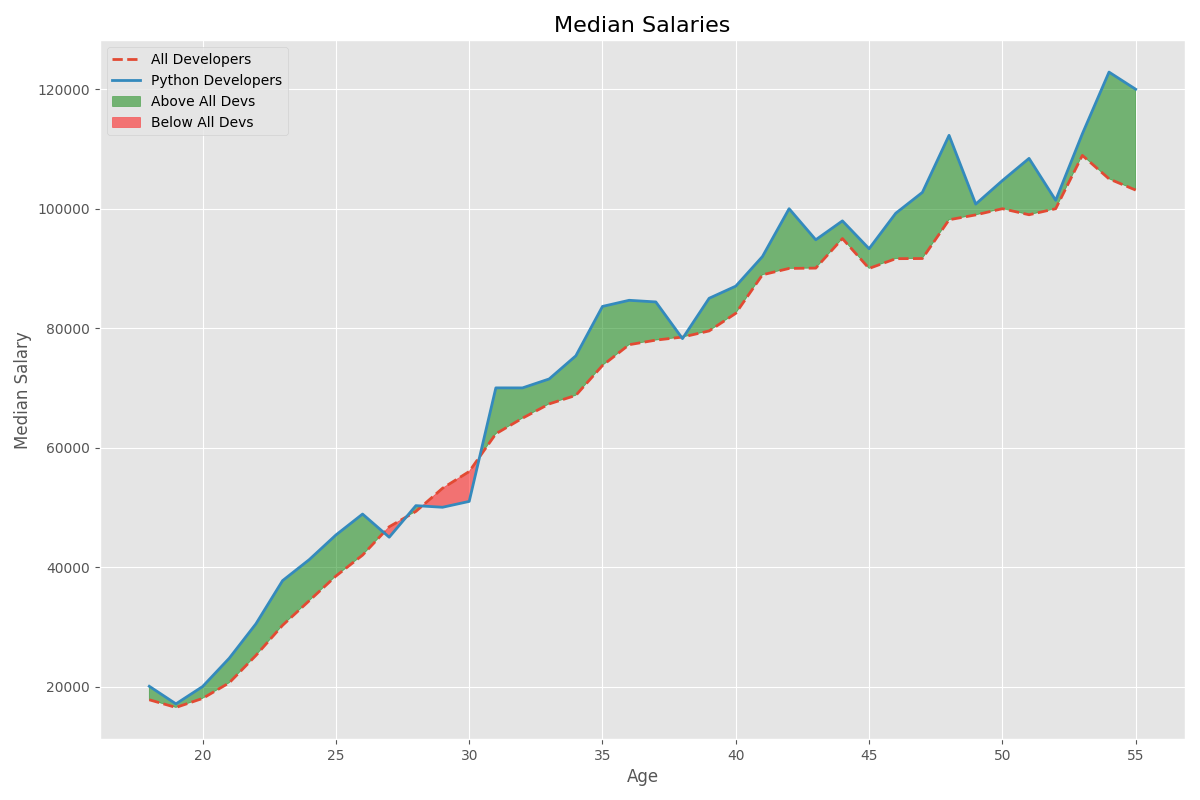 Median Salaries
All Developers
Python Developers
Above All Devs
Below All Devs
120000
100000
80000
60000
40000
20000
Median Salary
20 25 30 35 40 45 50 55
Age